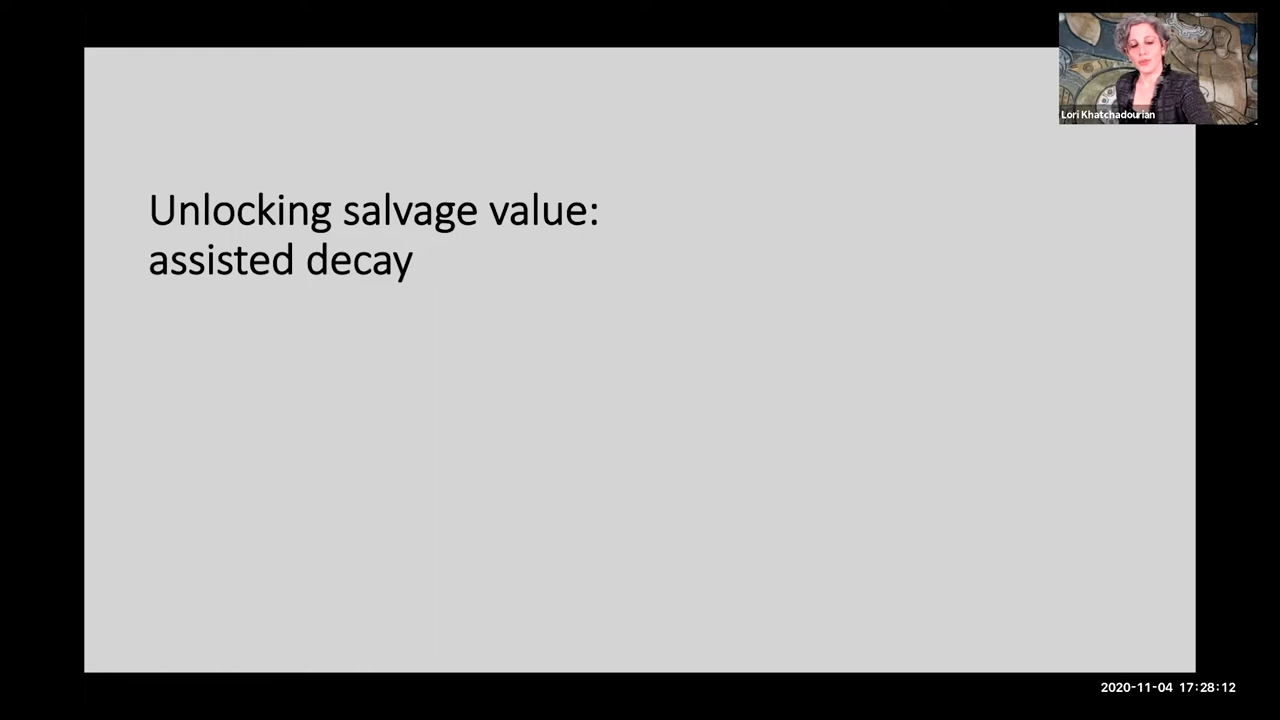 Lori Khatchadourian
Unlocking salvage value:
assisted decay
2020-11-04 17:28:12